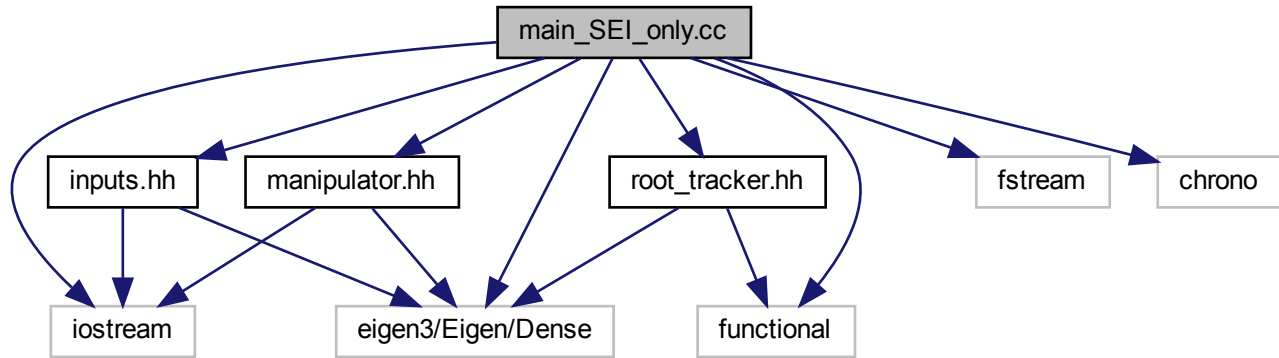 main_SEI_only.cc
inputs.hh
manipulator.hh
root_tracker.hh
fstream
chrono
iostream
eigen3/Eigen/Dense
functional